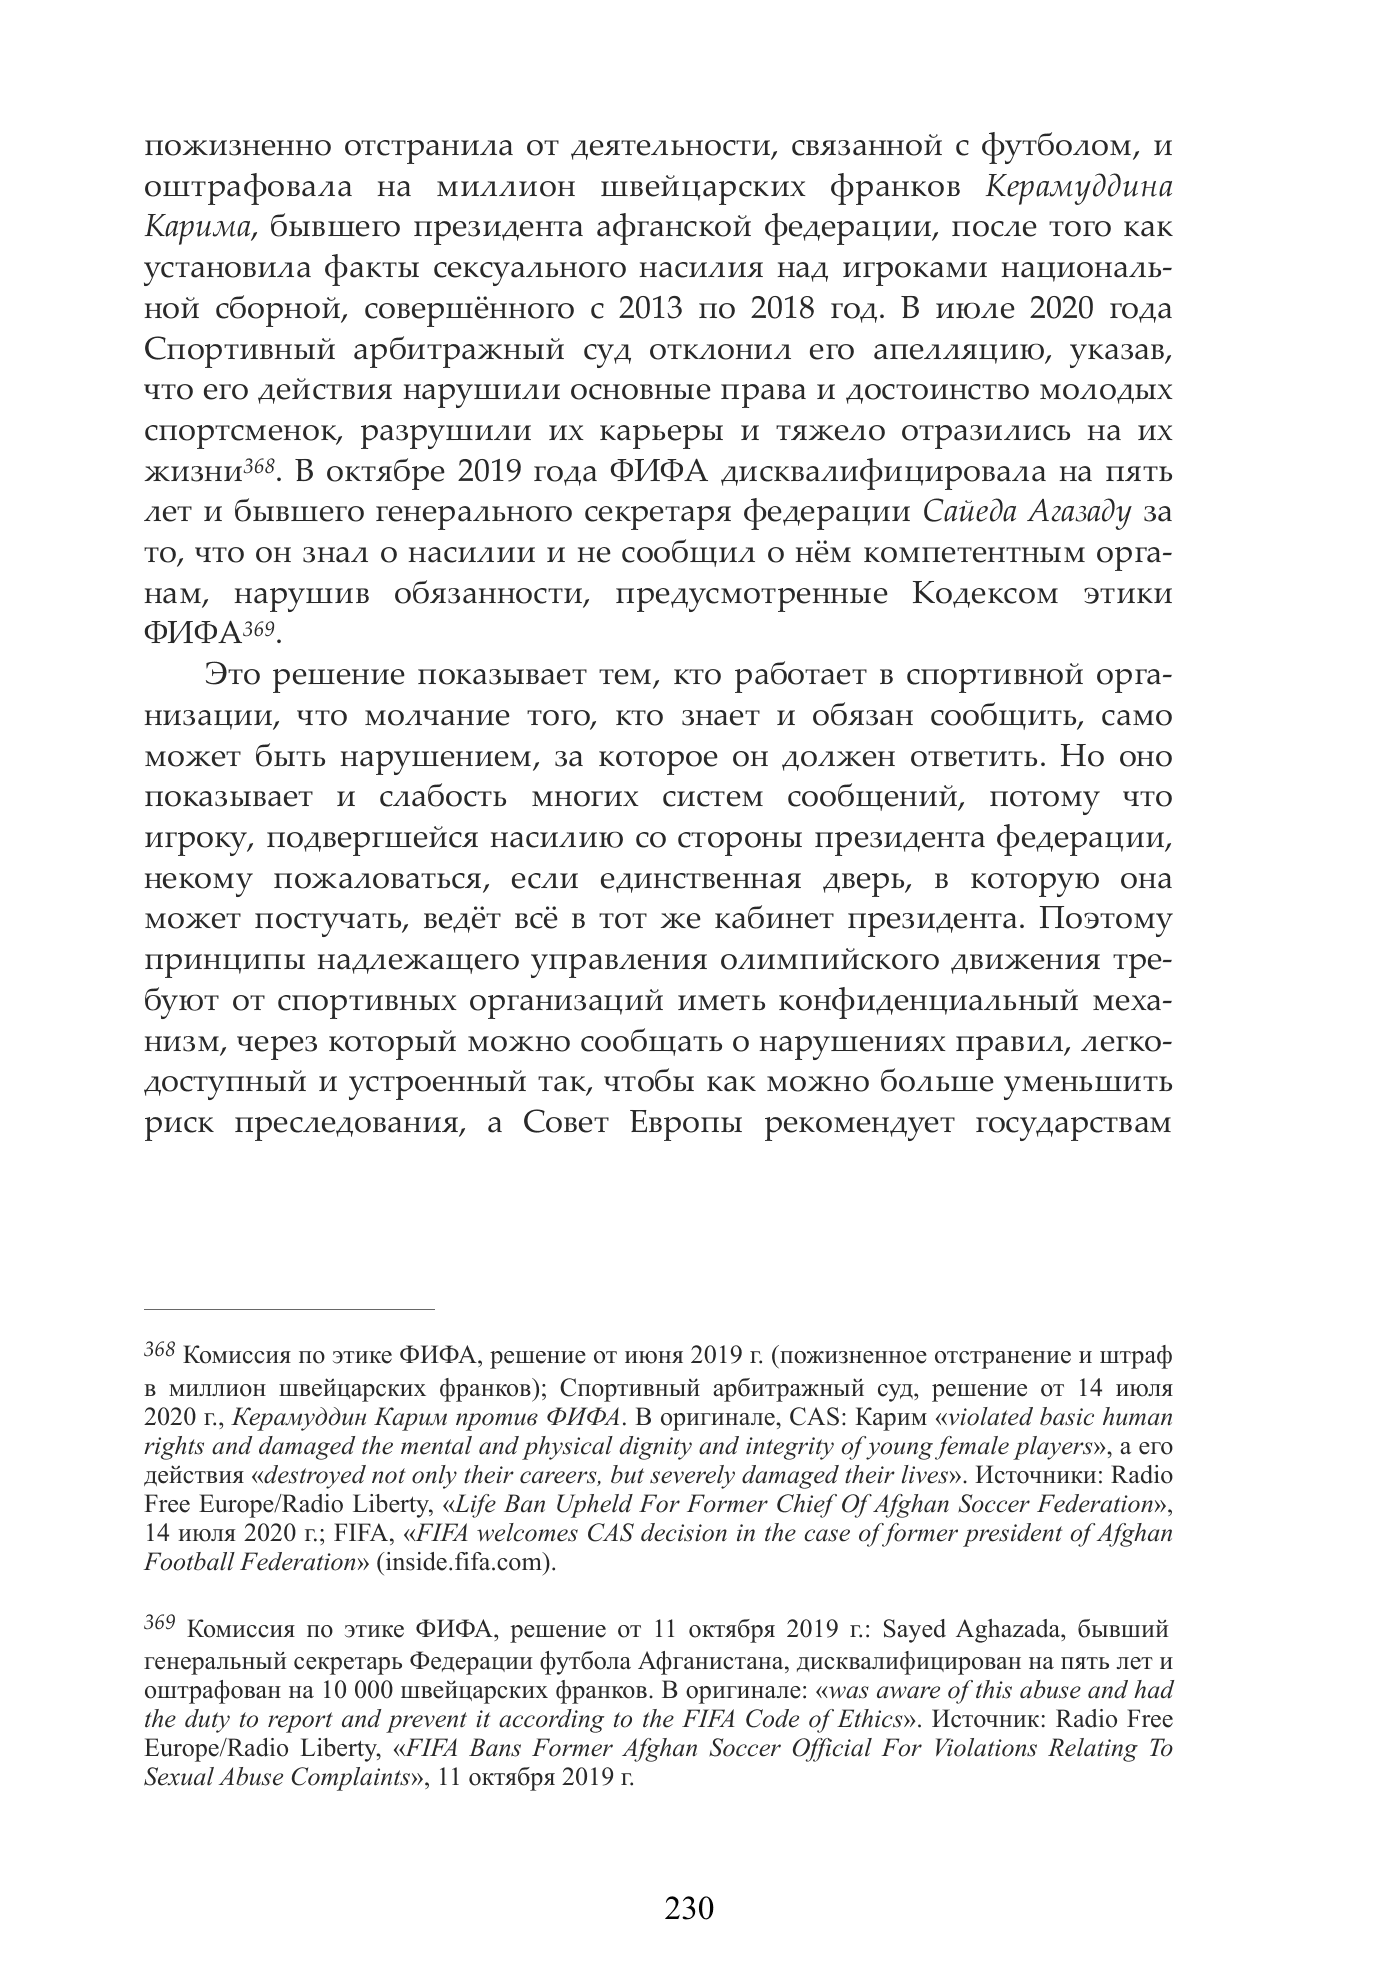 пожизненно отстранила от деятельности, связанной с футболом, и
оштрафовала на миллион швейцарских франков Керамуддина
Карима, бывшего президента афганской федерации, после того как
установила факты сексуального насилия над игроками националь-
ной сборной, совершённого с 2013 по 2018 год. В июле 2020 года
Спортивный арбитражный суд отклонил его апелляцию, указав,
что его действия нарушили основные права и достоинство молодых
спортсменок, разрушили их карьеры и тяжело отразились на их
жизни368. В октябре 2019 года ФИФА дисквалифицировала на пять
лет и бывшего генерального секретаря федерации Сайеда Агазаду за
то, что он знал о насилии и не сообщил о нём компетентным орга-
нам, нарушив обязанности, предусмотренные Кодексом этики
ФИФА369.
Это решение показывает тем, кто работает в спортивной орга-
низации, что молчание того, кто знает и обязан сообщить, само
может быть нарушением, за которое он должен ответить. Но оно
показывает и слабость многих систем сообщений, потому что
игроку, подвергшейся насилию со стороны президента федерации,
некому пожаловаться, если единственная дверь, в которую она
может постучать, ведёт всё в тот же кабинет президента. Поэтому
принципы надлежащего управления олимпийского движения тре-
буют от спортивных организаций иметь конфиденциальный меха-
низм, через который можно сообщать о нарушениях правил, легко-
доступный и устроенный так, чтобы как можно больше уменьшить
риск преследования, а Совет Европы рекомендует государствам
368 Комиссия по этике ФИФА, решение от июня 2019 г. (пожизненное отстранение и штраф
в миллион швейцарских франков); Спортивный арбитражный суд, решение от 14 июля
2020 г., Керамуддин Карим против ФИФА. В оригинале, CAS: Карим «violated basic human
rights and damaged the mental and physical dignity and integrity of young female players», а его
действия «destroyed not only their careers, but severely damaged their lives». Источники: Radio
Free Europe/Radio Liberty, «Life Ban Upheld For Former Chief Of Afghan Soccer Federation»,
14 июля 2020 г.; FIFA, «FIFA welcomes CAS decision in the case of former president of Afghan
Football Federation» (inside.fifa.com).
369 Комиссия по этике ФИФА, решение от 11 октября 2019 г.: Sayed Aghazada, бывший
генеральный секретарь Федерации футбола Афганистана, дисквалифицирован на пять лет и
оштрафован на 10 000 швейцарских франков. В оригинале: «was aware of this abuse and had
the duty to report and prevent it according to the FIFA Code of Ethics». Источник: Radio Free
Europe/Radio Liberty, «FIFA Bans Former Afghan Soccer Official For Violations Relating To
Sexual Abuse Complaints», 11 октября 2019 г.
230